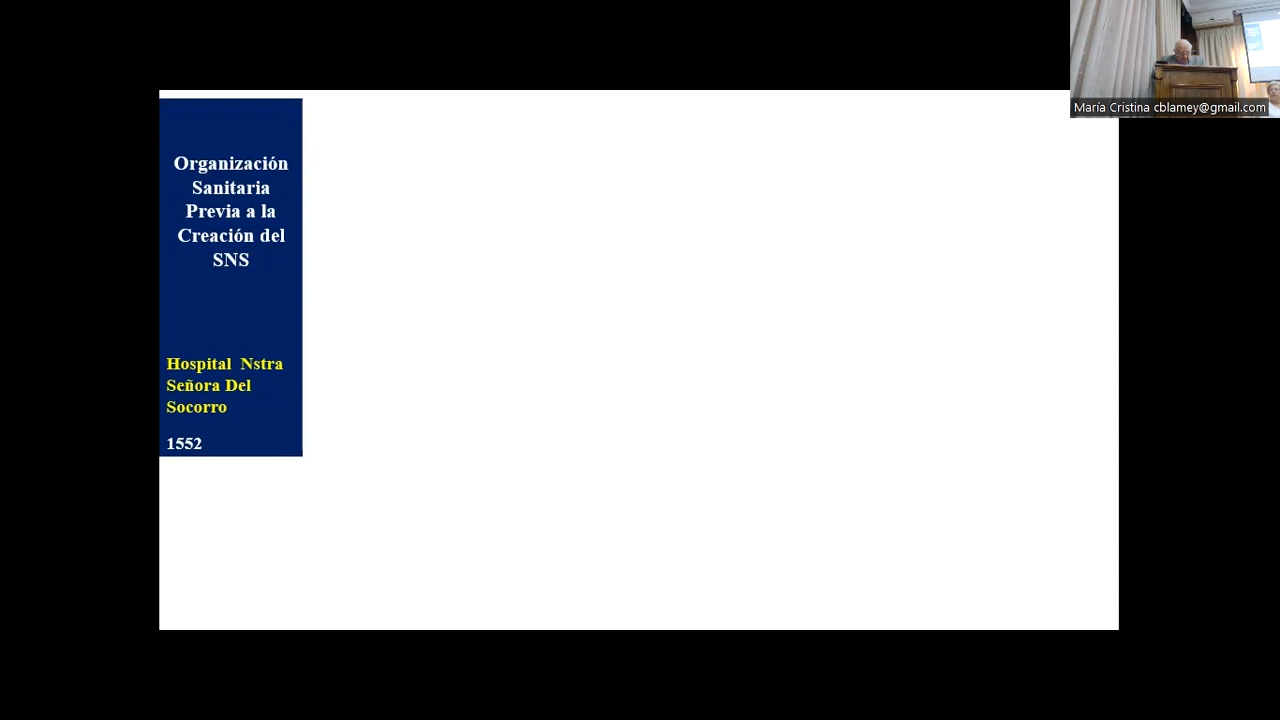 María Cristina cblamey@gmail.com
Organización
Sanitaria
Previa a la
Creación del
SNS
Hospital Nstra
Señora Del
Socorro
1552